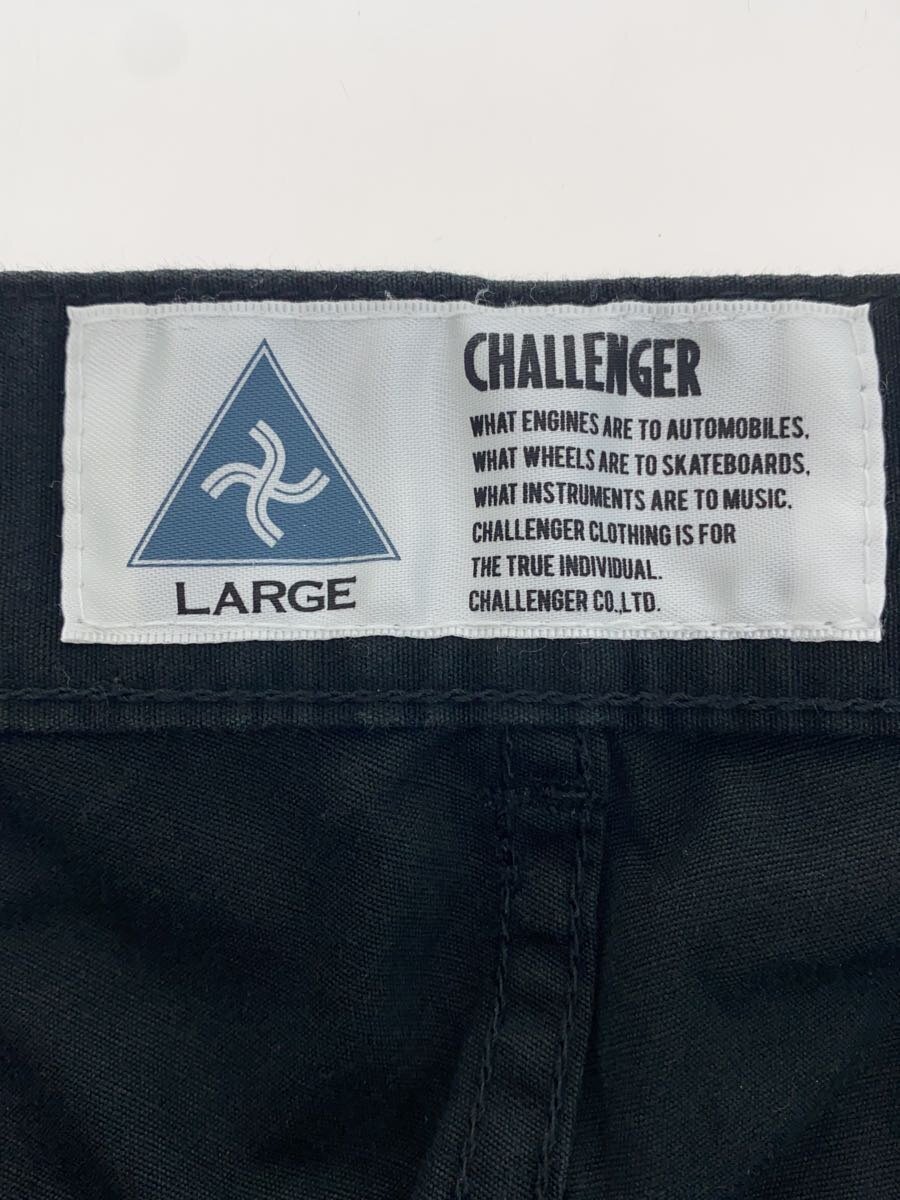 CHALLENGER
WHAT ENGINES ARE TO AUTOMOBILES,
WHAT WHEELS ARE TO SKATEBOARDS,
WHAT INSTRUMENTS ARE TO MUSIC.
CHALLENGER CLOTHING IS FOR
THE TRUE INDIVIDUAL.
CHALLENGER CO.,LTD.
LARGE